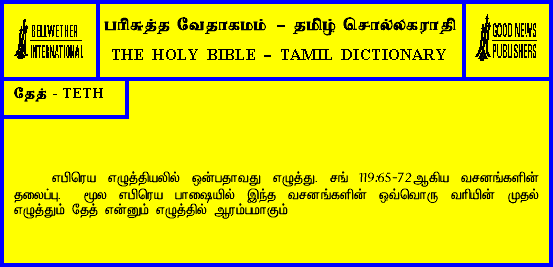 BELLWETHER
INTERNATIONAL
பரிசுத்த வேதாகமம் – தமிழ் சொல்லகராதி
THE HOLY BIBLE – TAMIL DICTIONARY
GOOD NEWS
PUBLISHERS
தேத் - TETH
எபிரெய எழுத்தியலில் ஒன்பதாவது எழுத்து. சங் 119:65-72 ஆகிய வசனங்களின்
தலைப்பு. மூல எபிரெய பாஷையில் இந்த வசனங்களின் ஒவ்வொரு வரியின் முதல்
எழுத்தும் தேத் என்னும் எழுத்தில் ஆரம்பமாகும்